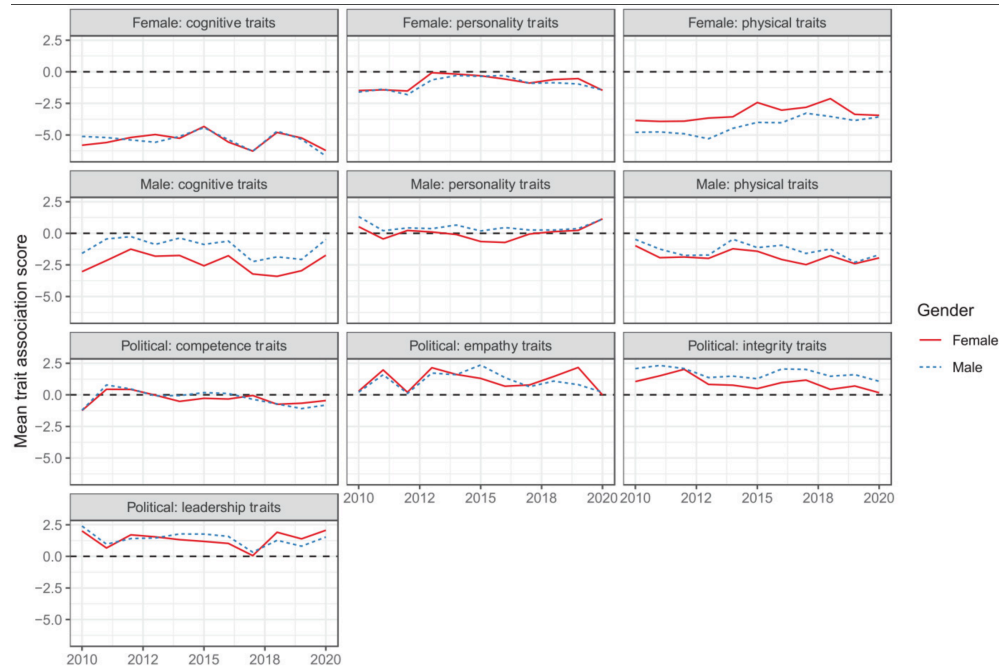 Female: cognitive traits
Female: personality traits
Female: physical traits
2.5
0.0
−2.5
−5.0
Male: cognitive traits
Male: personality traits
Male: physical traits
2.5
0.0
−2.5
−5.0
Mean trait association score
Gender
Female
Male
Political: competence traits
Political: empathy traits
Political: integrity traits
2.5
0.0
−2.5
−5.0
2010 2012 2015 2018 2020
2010 2012 2015 2018 2020
Political: leadership traits
2.5
0.0
−2.5
−5.0
2010 2012 2015 2018 2020